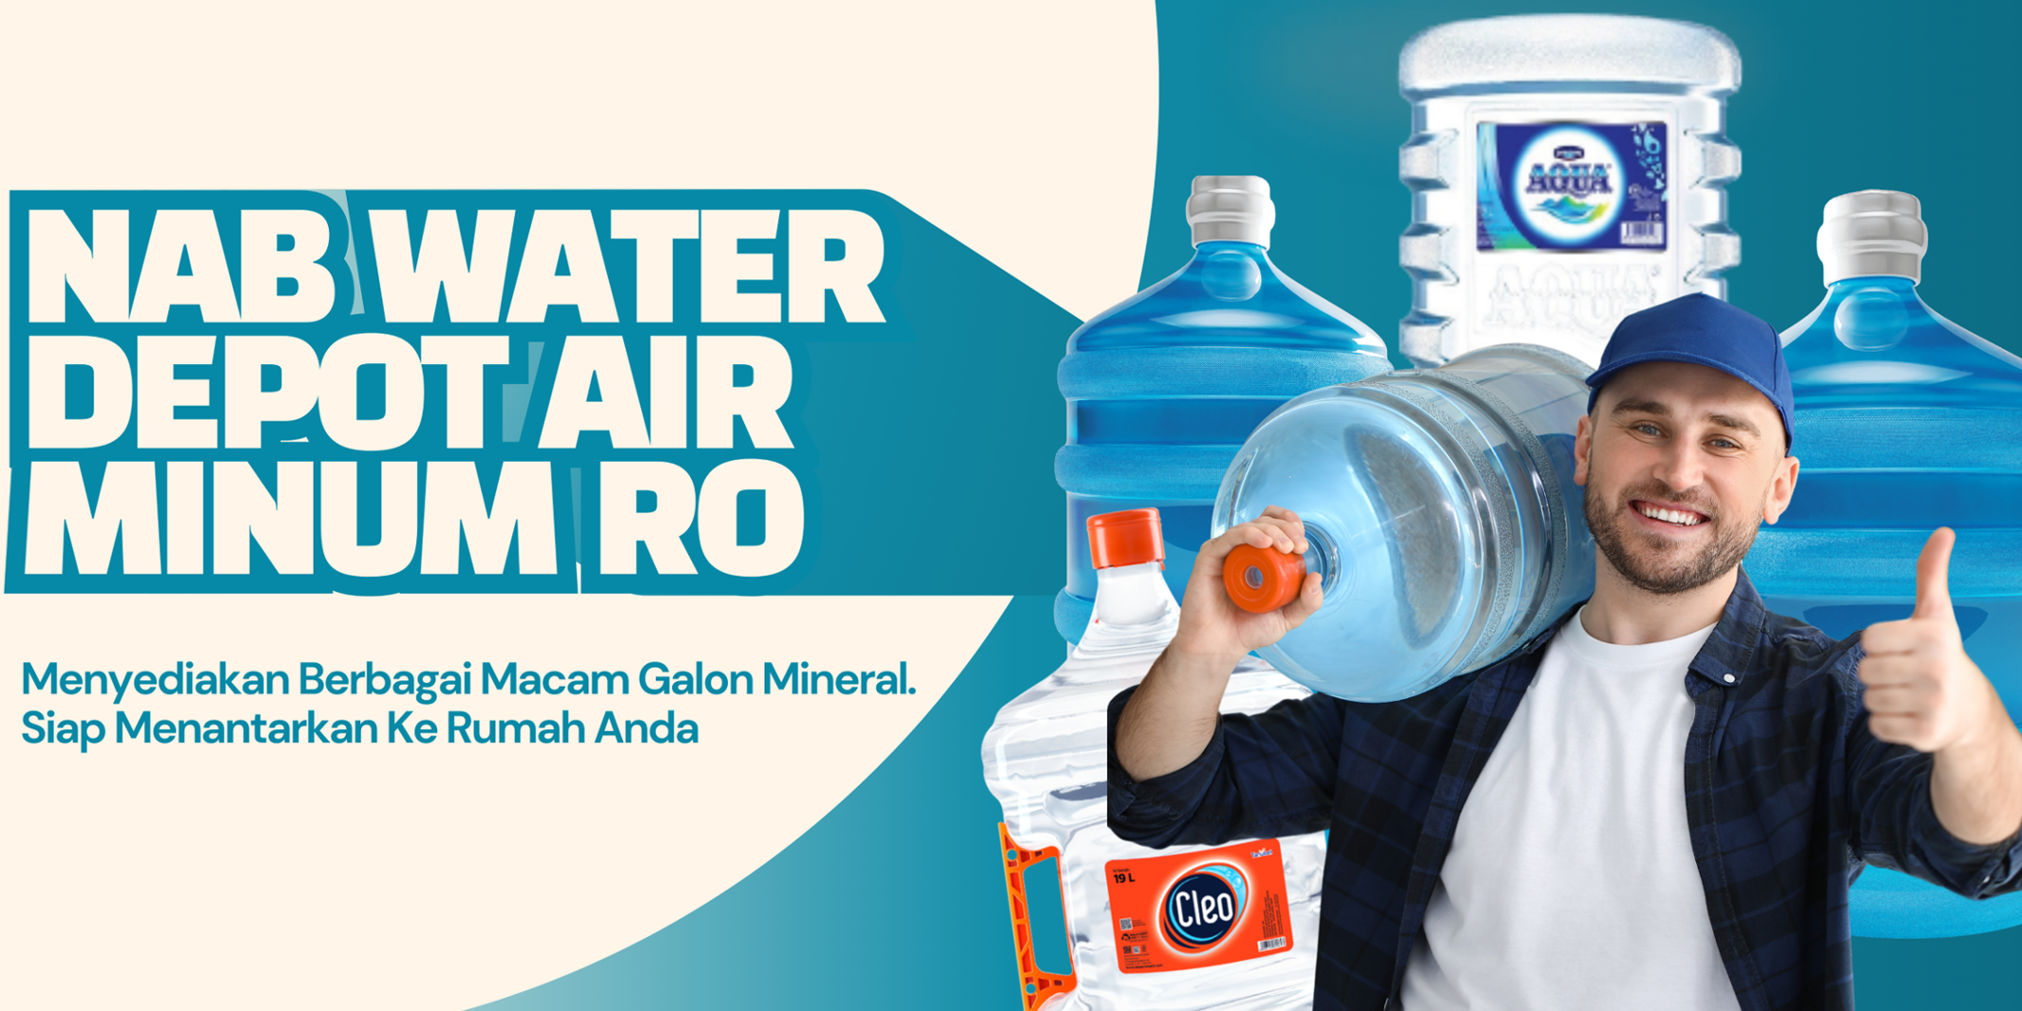 NAB WATER
DEPOT AIR
MINUM RO
Menyediakan Berbagai Macam Galon Mineral.
Siap Menantarkan Ke Rumah Anda
AQUA
AQUA
19 L
Cleo